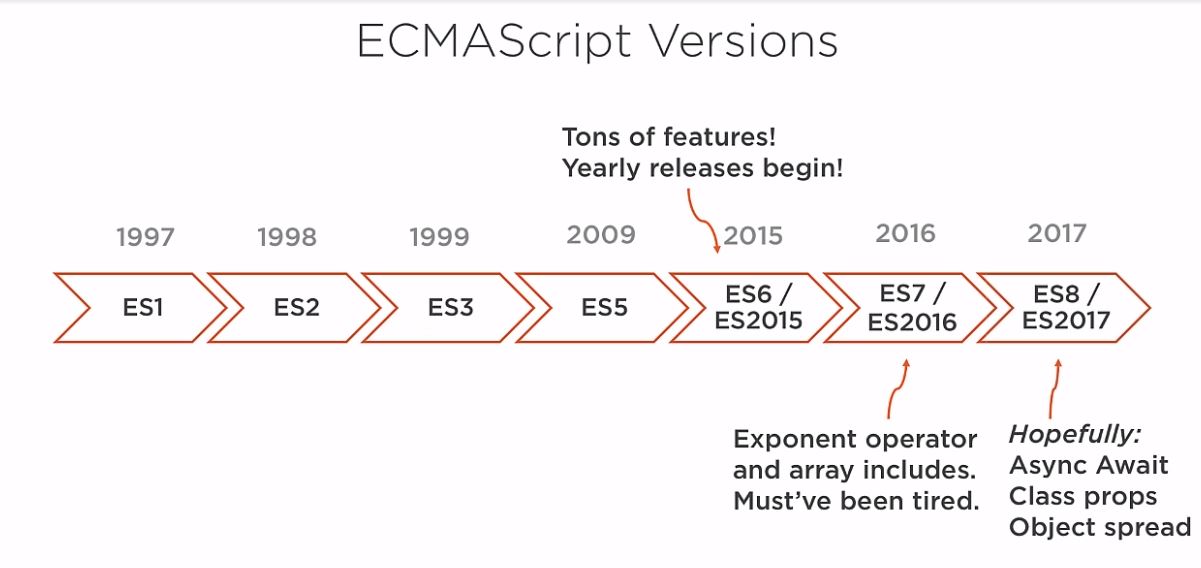 ECMAScript Versions
Tons of features!
Yearly releases begin!
1997
1998
1999
2009
2015
2016
2017
ES1
ES2
ES3
ES5
ES6 /
ES2015
ES7 /
ES2016
ES8 /
ES2017
Exponent operator
and array includes.
Must've been tired.
Hopefully:
Async Await
Class props
Object spread